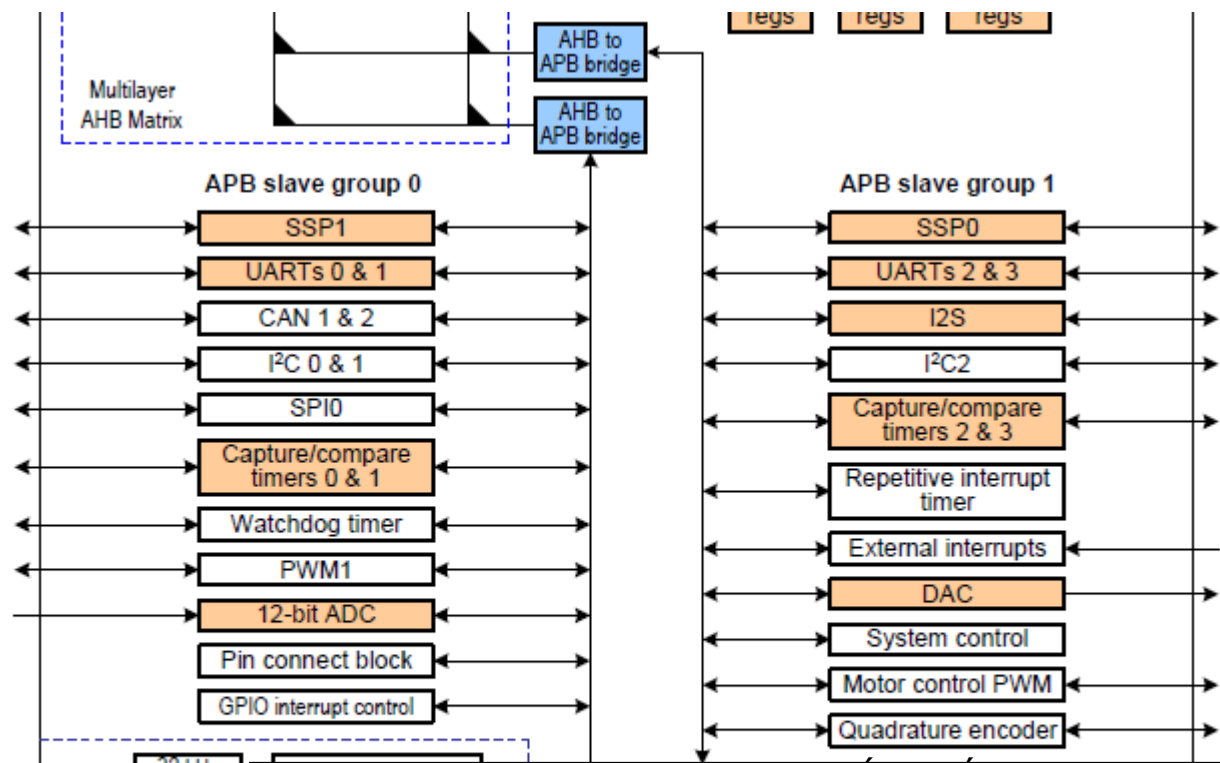 regs
regs
regs
AHB to
APB bridge
Multilayer
AHB Matrix
AHB to
APB bridge
APB slave group 0
SSP1
UARTs 0 & 1
CAN 1 & 2
I²C 0 & 1
SPI0
Capture/compare
timers 0 & 1
Watchdog timer
PWM1
12-bit ADC
Pin connect block
GPIO interrupt control
APB slave group 1
SSP0
UARTs 2 & 3
I2S
I²C2
Capture/compare
timers 2 & 3
Repetitive interrupt
timer
External interrupts
DAC
System control
Motor control PWM
Quadrature encoder